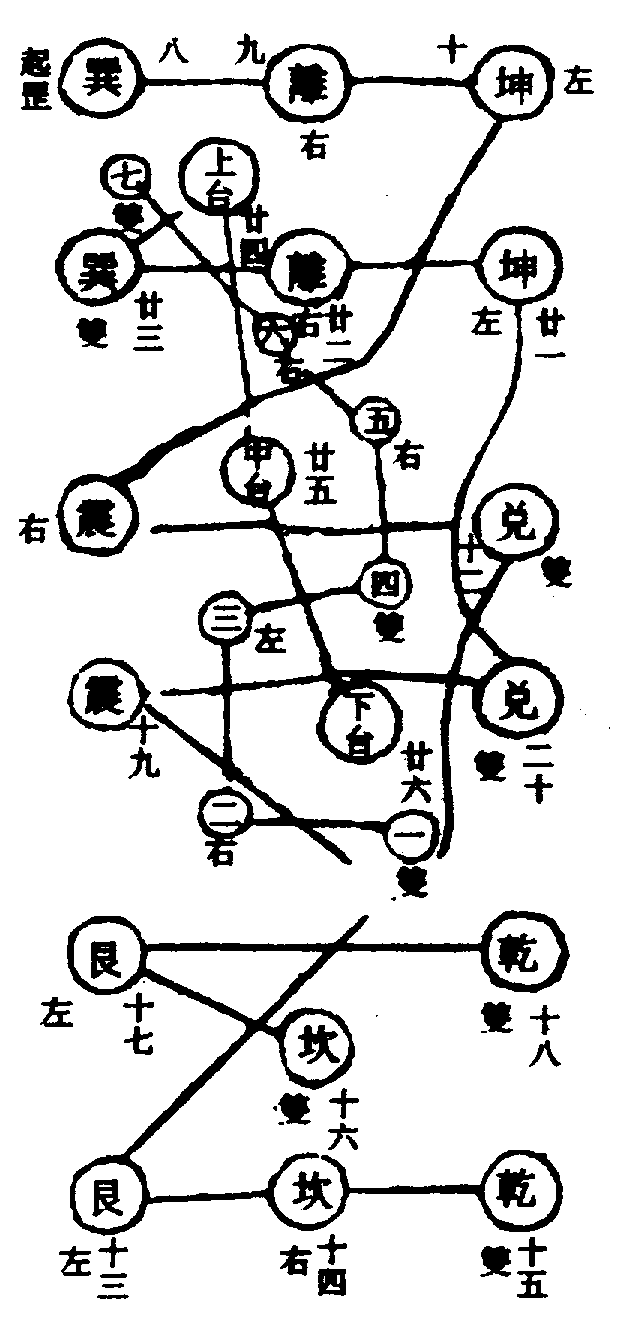 起罡
巽 八 九 離 十 坤 左
右
七 上台
雙
廿四
巽 離 坤
雙 廿三 右 廿二 左 廿一
六
右
五
右
中台 廿五
震 兌
右 十二 雙
四
雙
三 左
震 兌
十九 下台 雙 二十
廿六
二 一
右 雙
艮 乾
左 十七 雙 十八
坎
雙 十六
艮 坎 乾
左 十三 右 十四 雙 十五